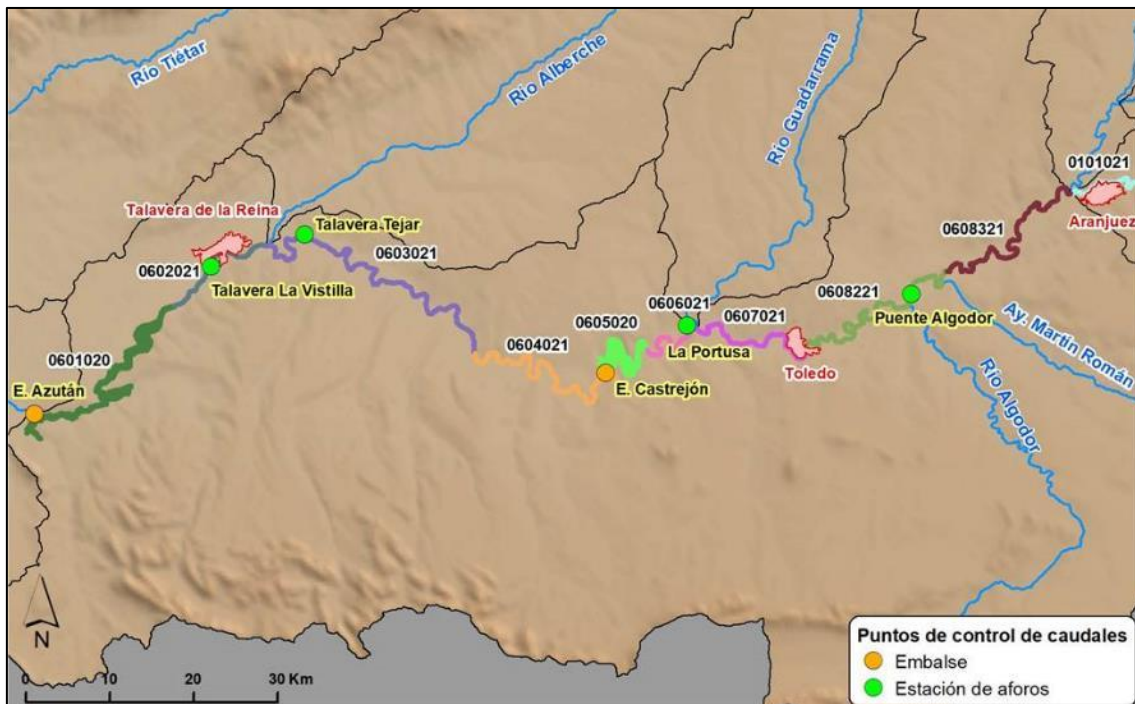 Río Tiétar
Río Alberche
Río Guadarrama
0101021
Aranjuez
Talavera de la Reina
Talavera Tejar
0603021
0608321
0602021
Talavera La Vistilla
0608221
Puente Algodor
Ay. Martín Román
0606021
0605020
0607021
0604021
La Portusa
Toledo
0601020
E. Azután
E. Castrejón
Río Algodor
N
0 10 20 30 Km
Puntos de control de caudales
Embalse
Estación de aforos